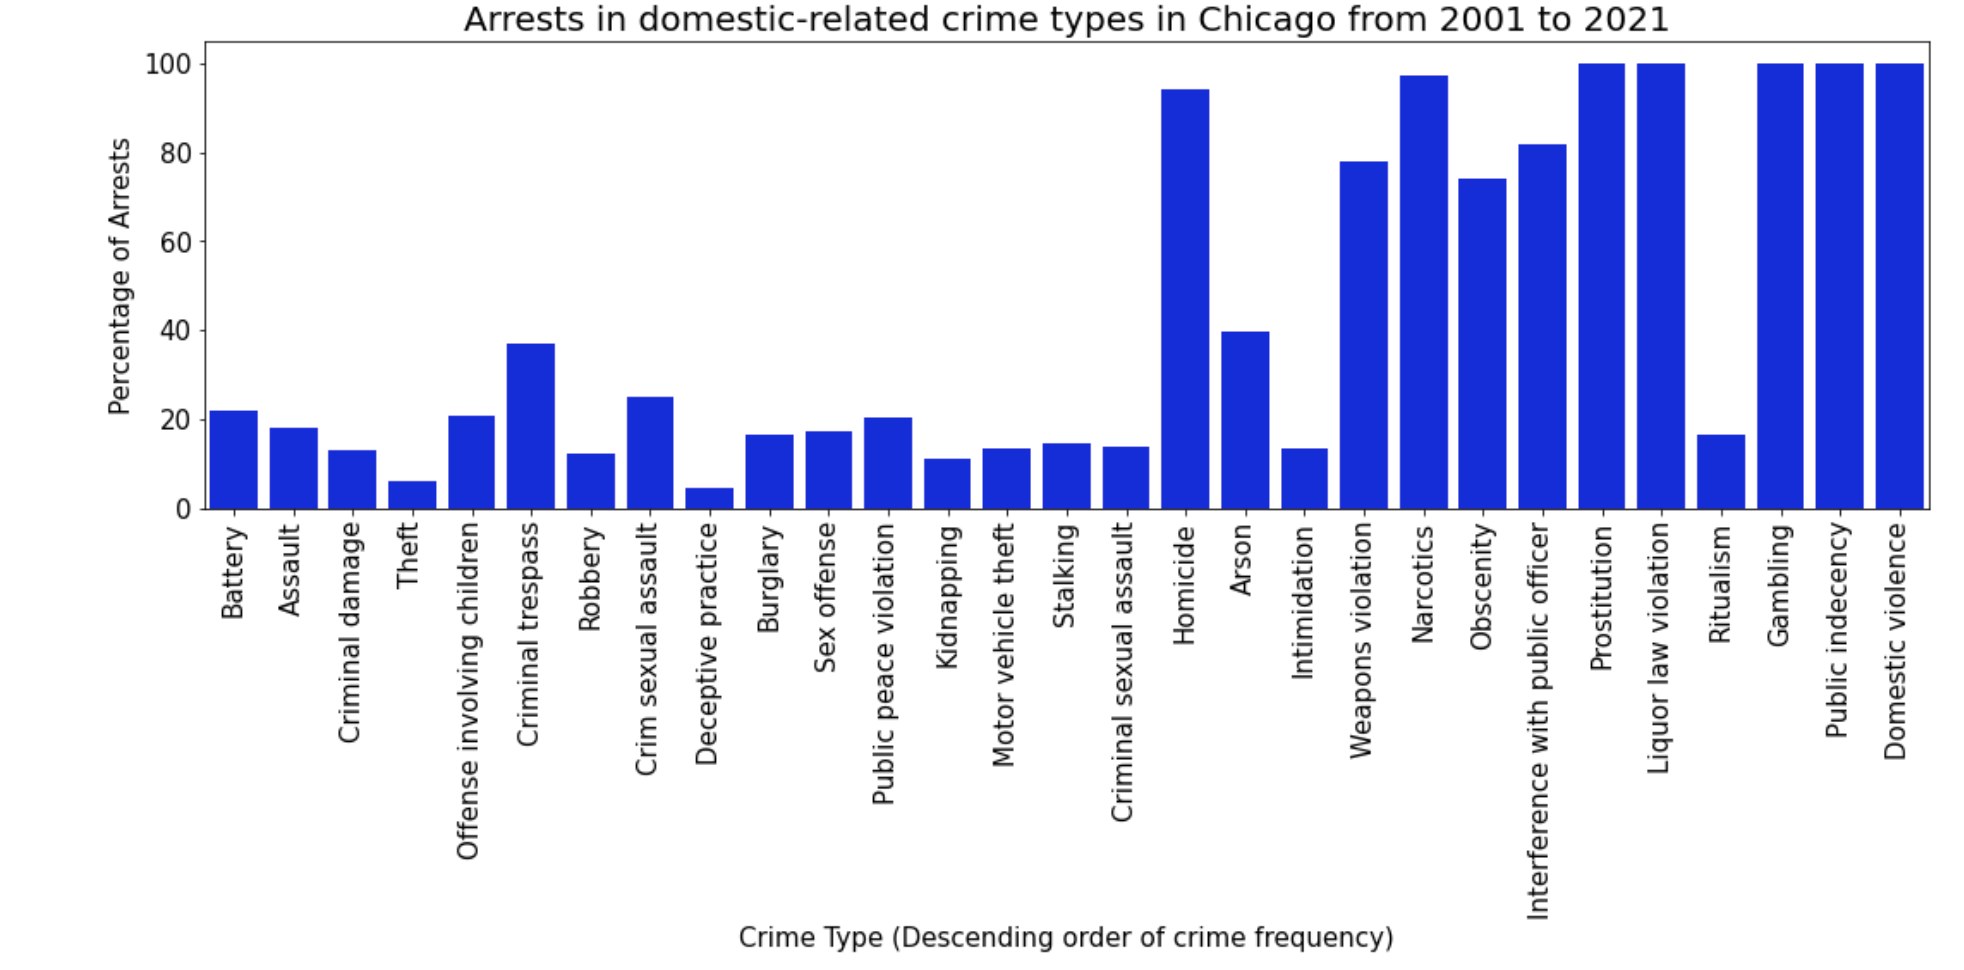 Arrests in domestic-related crime types in Chicago from 2001 to 2021
Percentage of Arrests
100
80
60
40
20
0
Battery
Assault
Criminal damage
Theft
Offense involving children
Criminal trespass
Robbery
Crim sexual assault
Deceptive practice
Burglary
Sex offense
Public peace violation
Kidnapping
Motor vehicle theft
Stalking
Criminal sexual assault
Homicide
Arson
Intimidation
Weapons violation
Narcotics
Obscenity
Interference with public officer
Prostitution
Liquor law violation
Ritualism
Gambling
Public indecency
Domestic violence
Crime Type (Descending order of crime frequency)